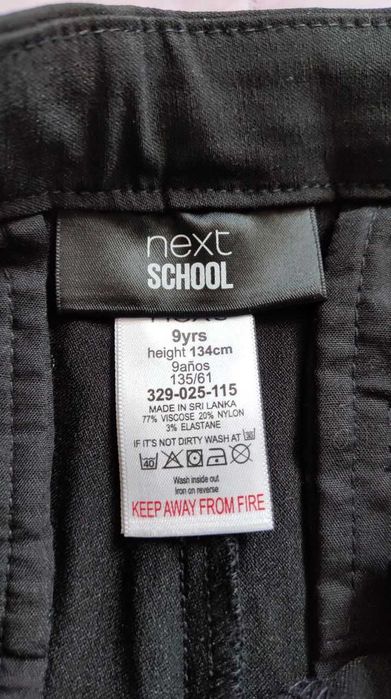 next
SCHOOL
9yrs
height 134cm
9años
135/61
329-025-115
MADE IN SRI LANKA
77% VISCOSE 20% NYLON
3% ELASTANE
IF IT'S NOT DIRTY WASH AT 30
40
Wash inside out
Iron on reverse
KEEP AWAY FROM FIRE